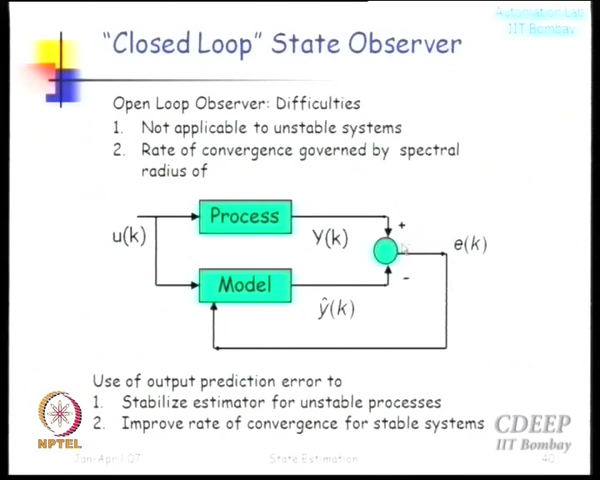 Automation Lab
IIT Bombay
“Closed Loop” State Observer
Open Loop Observer: Difficulties
1. Not applicable to unstable systems
2. Rate of convergence governed by spectral
radius of
Process
u(k)
Y(k)
+
e(k)
Model
-
ŷ(k)
Use of output prediction error to
1. Stabilize estimator for unstable processes
2. Improve rate of convergence for stable systems
NPTEL
CDEEP
IIT Bombay
Jan-April 07
State Estimation
40